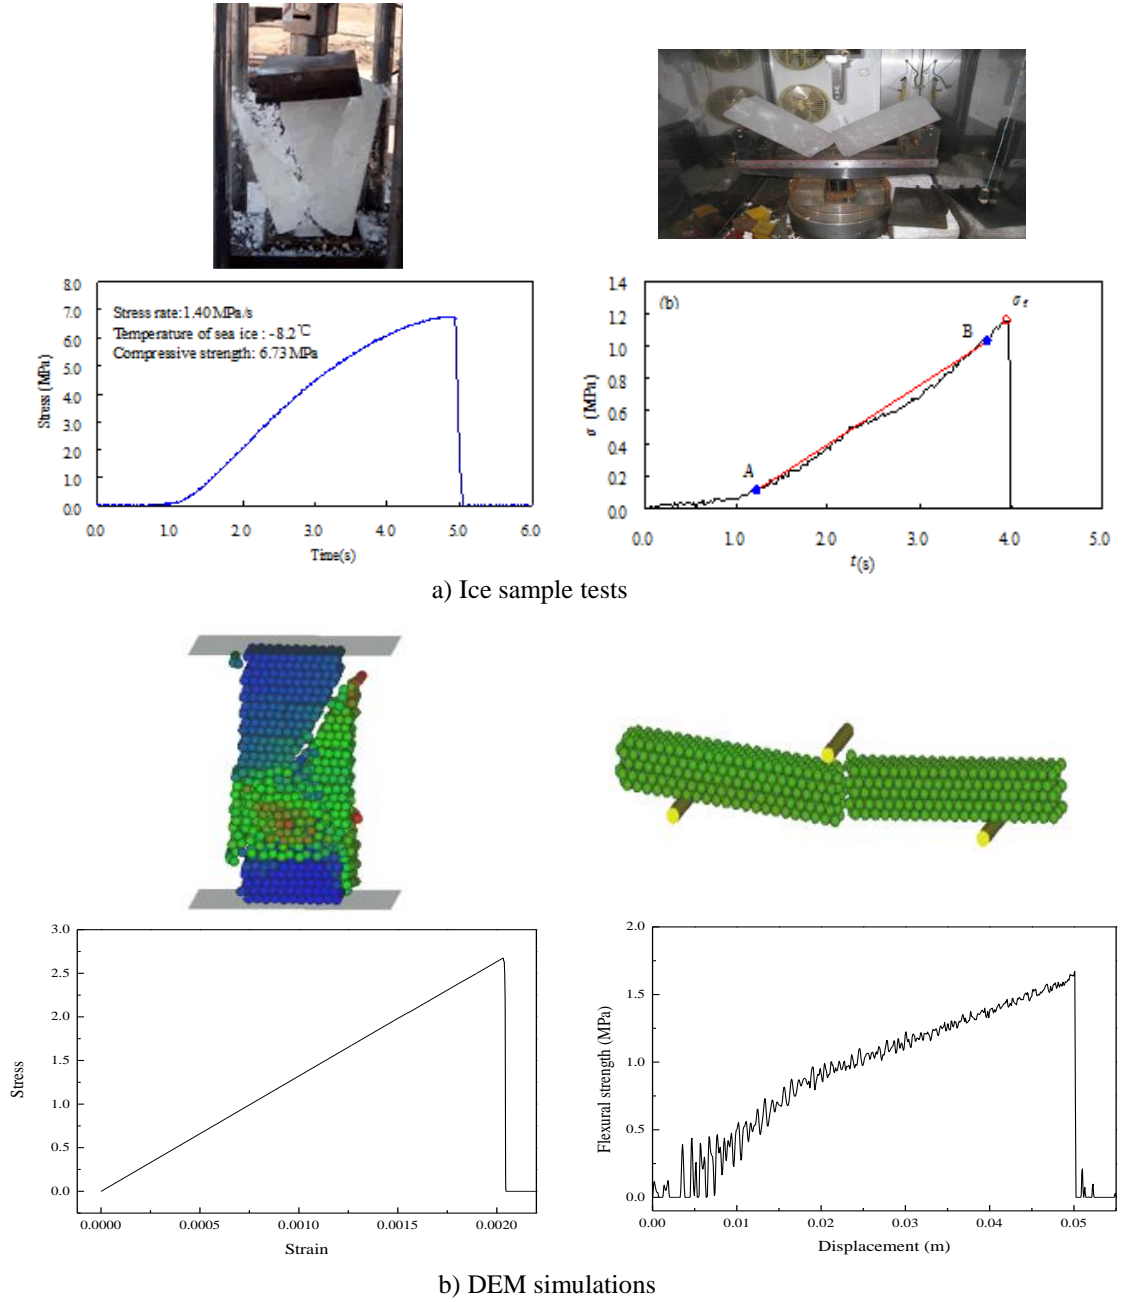 8.0
7.0
6.0
5.0
4.0
3.0
2.0
1.0
0.0
Stress (MPa)
Stress rate:1.40MPa/s
Temperature of sea ice : -8.2℃
Compressive strength: 6.73MPa
0.0 1.0 2.0 3.0 4.0 5.0 6.0
Time(s)
1.4
1.2
1.0
0.8
0.6
0.4
0.2
0.0
σ (MPa)
(b)
A
B
σf
0.0 1.0 2.0 3.0 4.0 5.0
t(s)
a) Ice sample tests
3.0
2.5
2.0
1.5
1.0
0.5
0.0
Stress
0.0000 0.0005 0.0010 0.0015 0.0020
Strain
2.0
1.5
1.0
0.5
0.0
Flexural strength (MPa)
0.00 0.01 0.02 0.03 0.04 0.05
Displacement (m)
b) DEM simulations